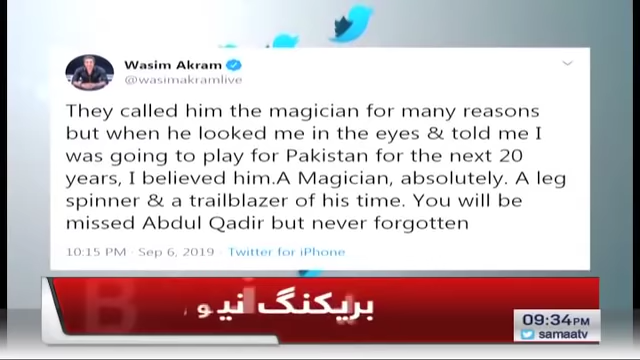 Wasim Akram
@wasimakramlive
They called him the magician for many reasons
but when he looked me in the eyes & told me I
was going to play for Pakistan for the next 20
years, I believed him.A Magician, absolutely. A leg
spinner & a trailblazer of his time. You will be
missed Abdul Qadir but never forgotten
10:15 PM · Sep 6, 2019 · Twitter for iPhone
بریکنگ
09:34PM
samaatv